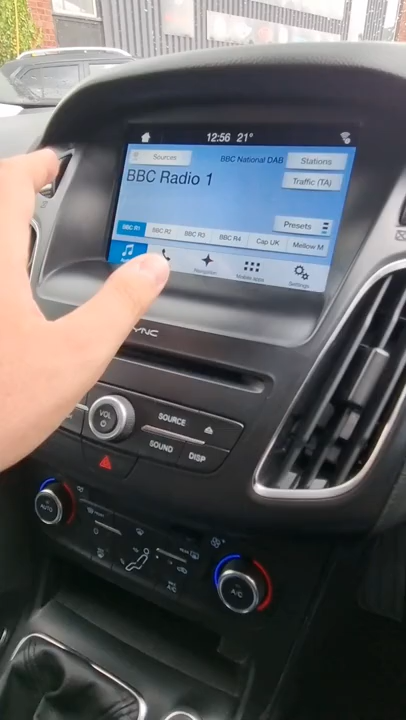 12:56 21°
Sources
BBC National DAB
Stations
BBC Radio 1
Traffic (TA)
Presets
BBC R1
BBC R2
BBC R3
BBC R4
Cap UK
Mellow M
Navigation
Mobile apps
Settings
YNC
VOL
SOURCE
SOUND
DISP
AUTO
A/C
A/C